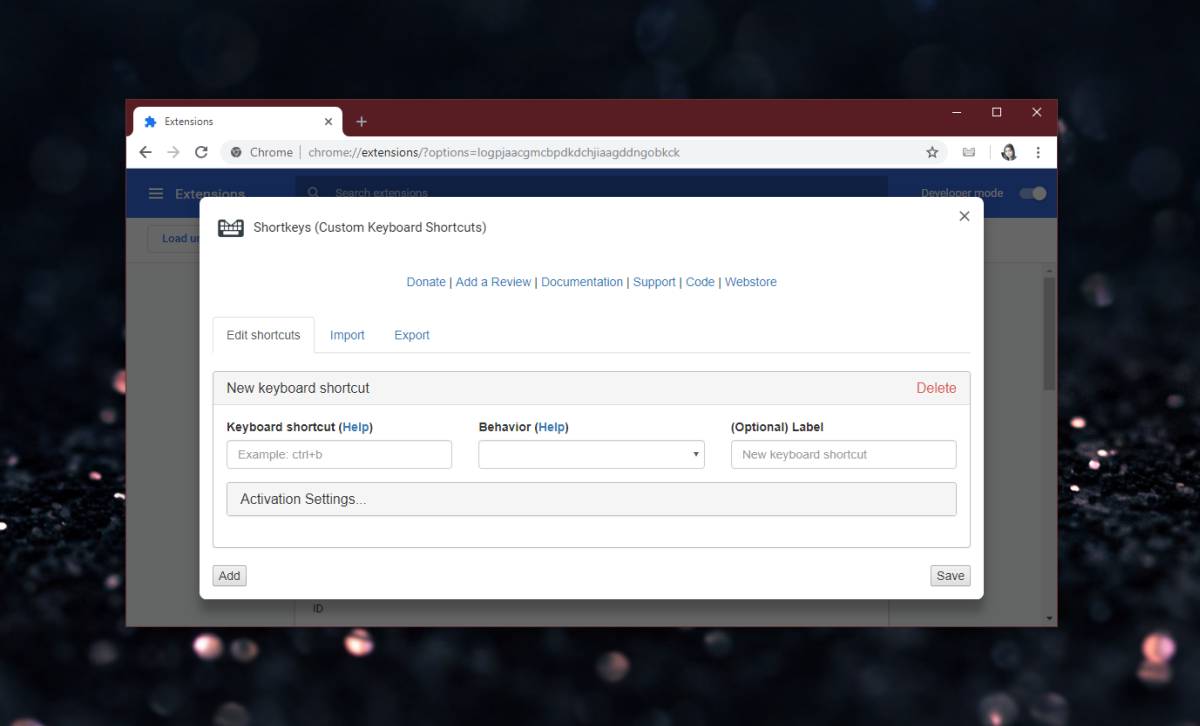 Extensions
Chrome | chrome://extensions/?options=logpjaacgmcbpdkdchjiaagddngobkck
Extensions Search extensions Developer mode
Load un
Shortkeys (Custom Keyboard Shortcuts)
Donate | Add a Review | Documentation | Support | Code | Webstore
Edit shortcuts Import Export
New keyboard shortcut Delete
Keyboard shortcut (Help) Behavior (Help) (Optional) Label
Example: ctrl+b New keyboard shortcut
Activation Settings...
Add Save
ID